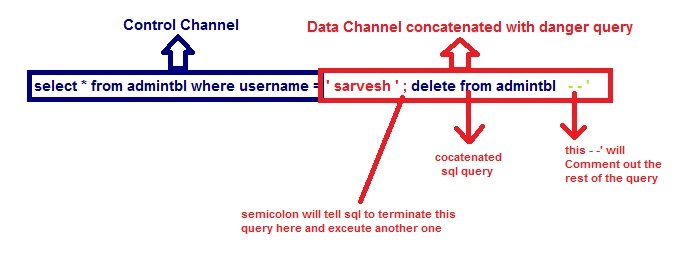 Control Channel
Data Channel concatenated with danger query
select * from admintbl where username = ' sarvesh ' ; delete from admintbl - - '
cocatenated
sql query
this - -' will
Comment out the
rest of the query
semicolon will tell sql to terminate this
query here and exceute another one